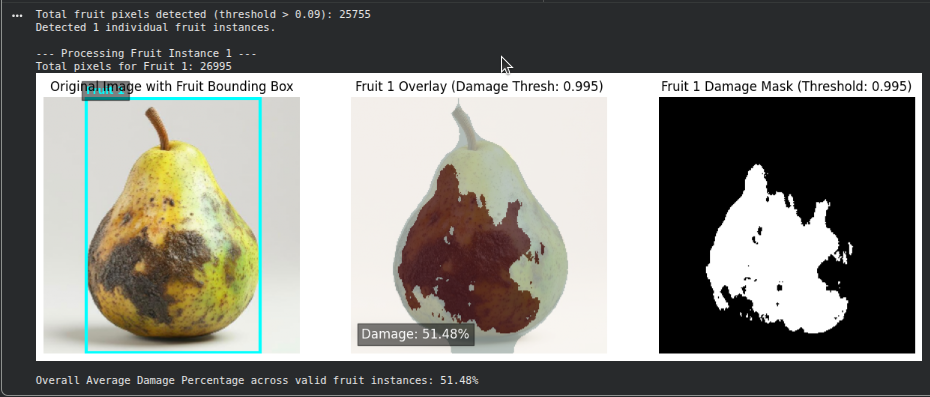 Total fruit pixels detected (threshold > 0.09): 25755
Detected 1 individual fruit instances.
--- Processing Fruit Instance 1 ---
Total pixels for Fruit 1: 26995
Original Image with Fruit Bounding Box
Fruit 1
Fruit 1 Overlay (Damage Thresh: 0.995)
Fruit 1 Damage Mask (Threshold: 0.995)
Damage: 51.48%
Overall Average Damage Percentage across valid fruit instances: 51.48%